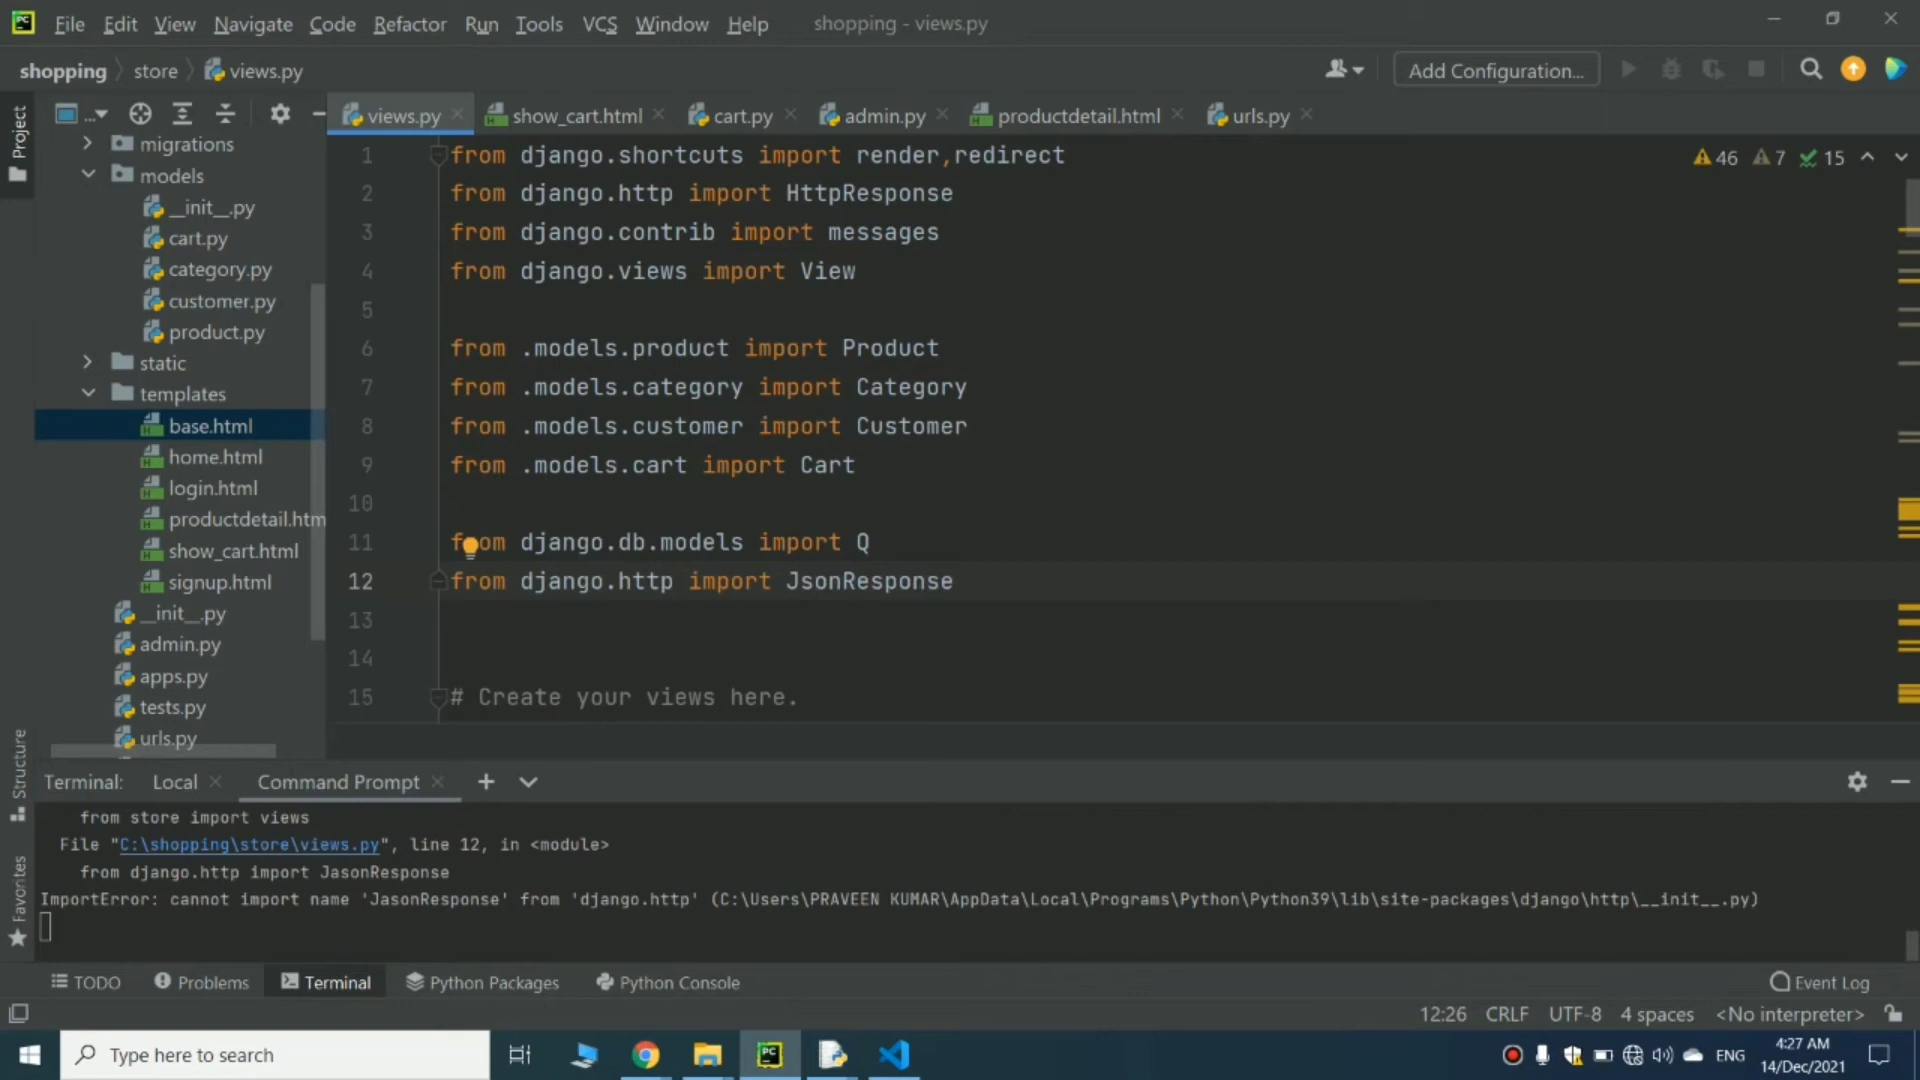 File Edit View Navigate Code Refactor Run Tools VCS Window Help shopping - views.py
shopping store views.py Add Configuration...
Project ... views.py show_cart.html cart.py admin.py productdetail.html urls.py
migrations
models
__init__.py
cart.py
category.py
customer.py
product.py
static
templates
base.html
home.html
login.html
productdetail.htm
show_cart.html
signup.html
__init__.py
admin.py
apps.py
tests.py
urls.py
46 7 15
1 from django.shortcuts import render,redirect
2 from django.http import HttpResponse
3 from django.contrib import messages
4 from django.views import View
5
6 from .models.product import Product
7 from .models.category import Category
8 from .models.customer import Customer
9 from .models.cart import Cart
10
11 from django.db.models import Q
12 from django.http import JsonResponse
13
14
15 # Create your views here.
Structure
Favorites
Terminal: Local Command Prompt
from store import views
File "C:\shopping\store\views.py", line 12, in <module>
from django.http import JasonResponse
ImportError: cannot import name 'JasonResponse' from 'django.http' (C:\Users\PRAVEEN KUMAR\AppData\Local\Programs\Python\Python39\lib\site-packages\django\http\__init__.py)
TODO Problems Terminal Python Packages Python Console Event Log
12:26 CRLF UTF-8 4 spaces <No interpreter>
Type here to search
ENG 4:27 AM
14/Dec/2021